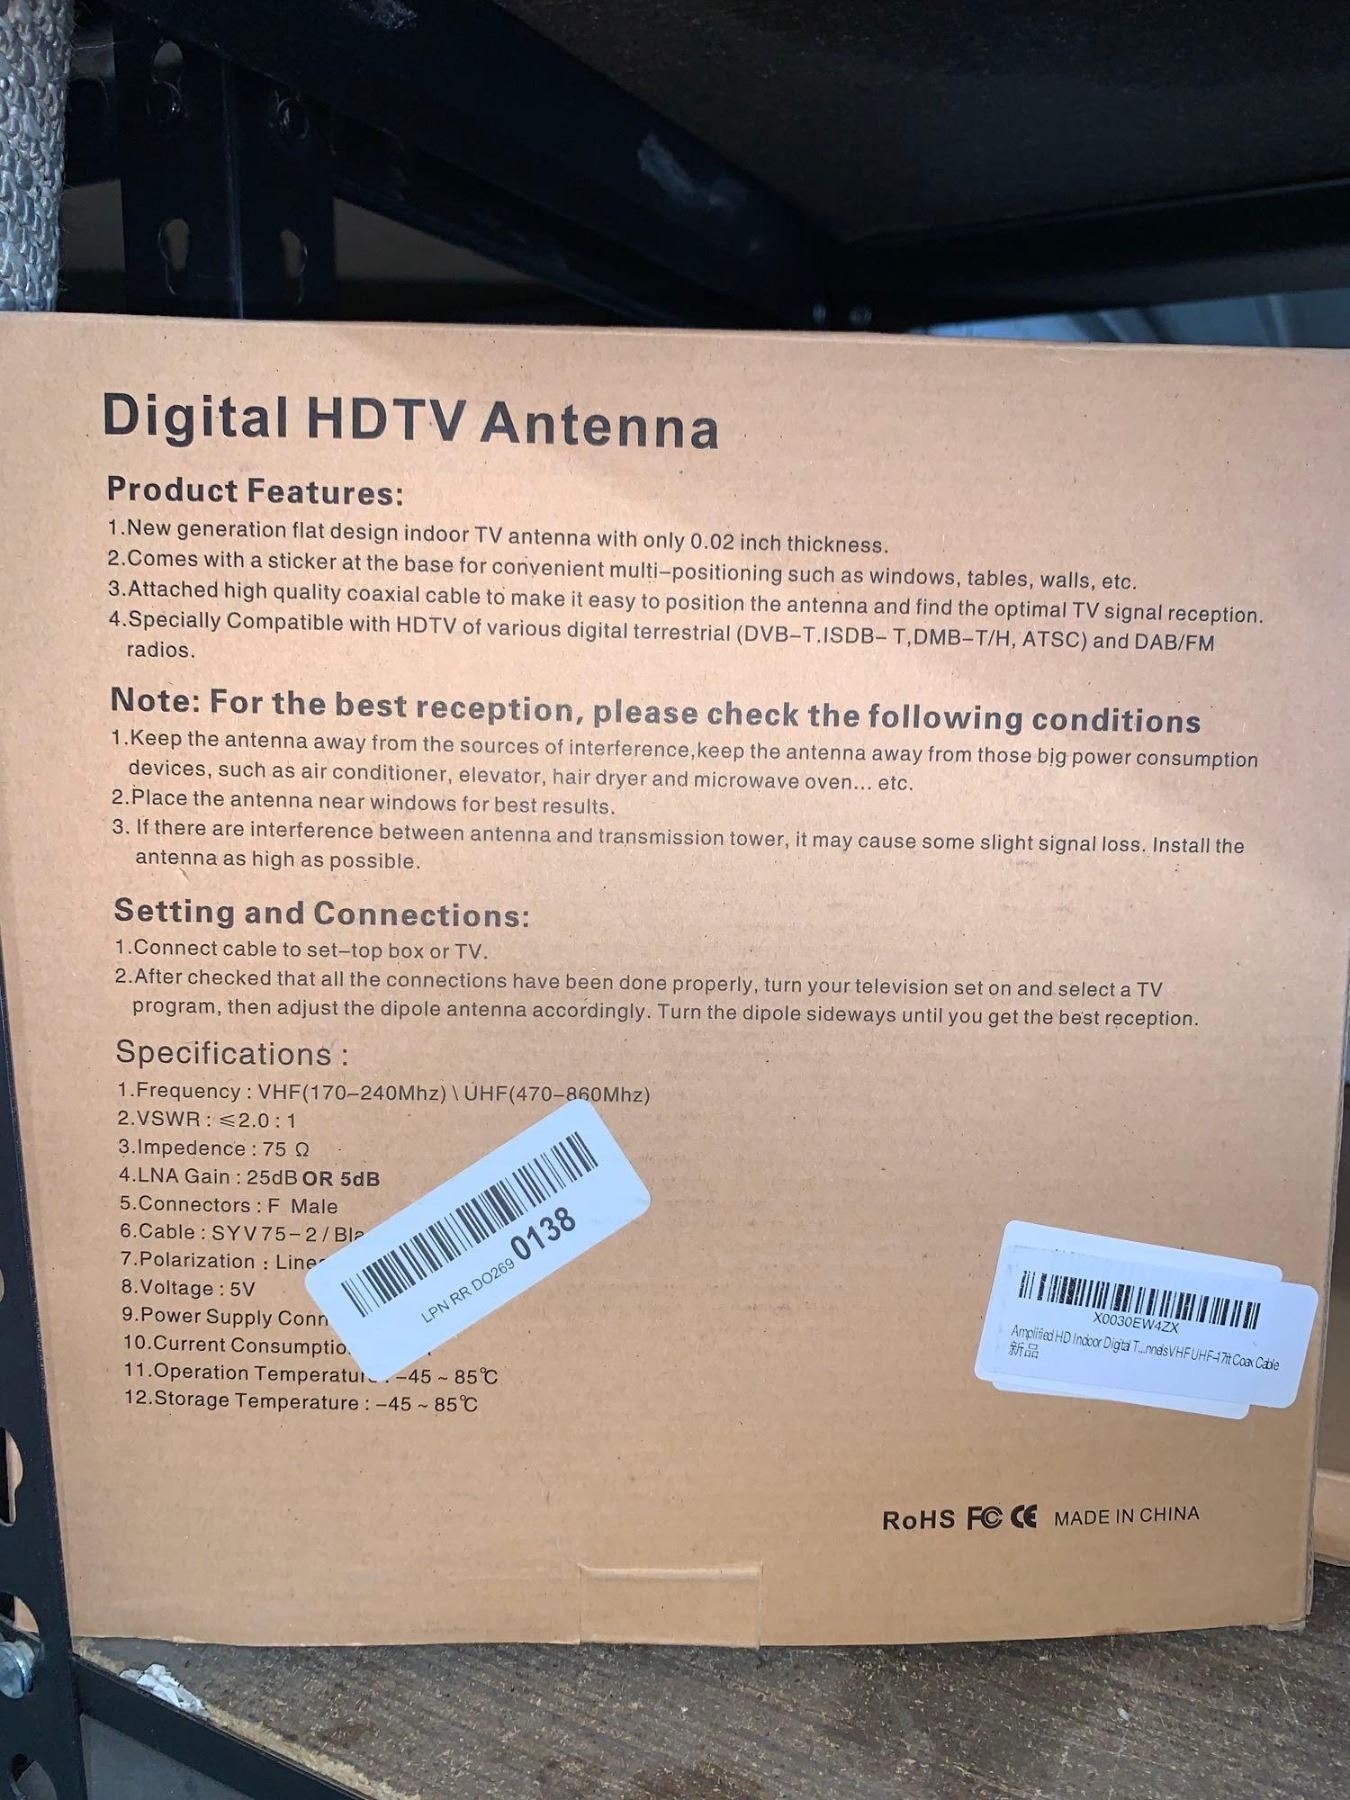 Digital HDTV Antenna
Product Features:
1.New generation flat design indoor TV antenna with only 0.02 inch thickness.
2.Comes with a sticker at the base for convenient multi–positioning such as windows, tables, walls, etc.
3.Attached high quality coaxial cable to make it easy to position the antenna and find the optimal TV signal reception.
4.Specially Compatible with HDTV of various digital terrestrial (DVB–T.ISDB– T,DMB–T/H, ATSC) and DAB/FM
radios.
Note: For the best reception, please check the following conditions
1.Keep the antenna away from the sources of interference,keep the antenna away from those big power consumption
devices, such as air conditioner, elevator, hair dryer and microwave oven... etc.
2.Place the antenna near windows for best results.
3. If there are interference between antenna and transmission tower, it may cause some slight signal loss. Install the
antenna as high as possible.
Setting and Connections:
1.Connect cable to set–top box or TV.
2.After checked that all the connections have been done properly, turn your television set on and select a TV
program, then adjust the dipole antenna accordingly. Turn the dipole sideways until you get the best reception.
Specifications :
1.Frequency : VHF(170–240Mhz) \ UHF(470–860Mhz)
2.VSWR : ≤2.0 : 1
3.Impedence : 75 Ω
4.LNA Gain : 25dB OR 5dB
5.Connectors : F Male
6.Cable : SYV75–2 /
7.Polarization :
8.Voltage : 5V
9.Power Supply
10.Current
11.Operation Temperature : –45 ~ 85℃
12.Storage Temperature : –45 ~ 85℃
LPN RR DO269 0138
X0030EW4ZX
Amplified HD Indoor Digital T...nnels VHF UHF-17ft Coax Cable
新品
RoHS FC CE MADE IN CHINA